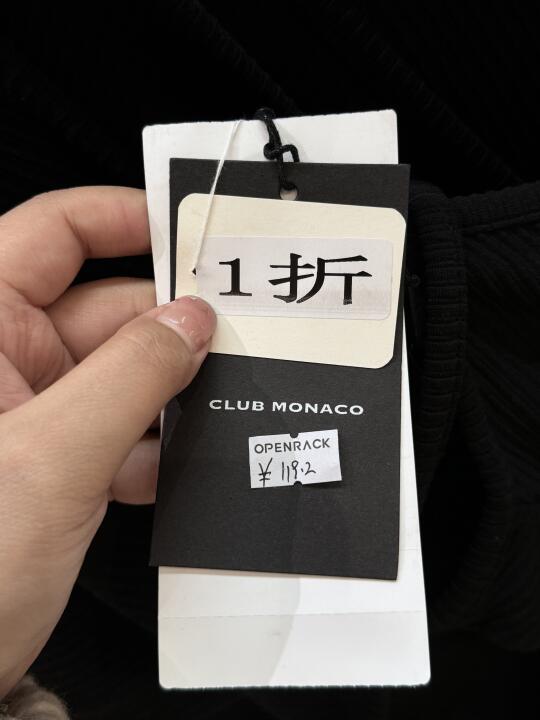 1折
CLUB MONACO
OPENRACK
¥ 119.2